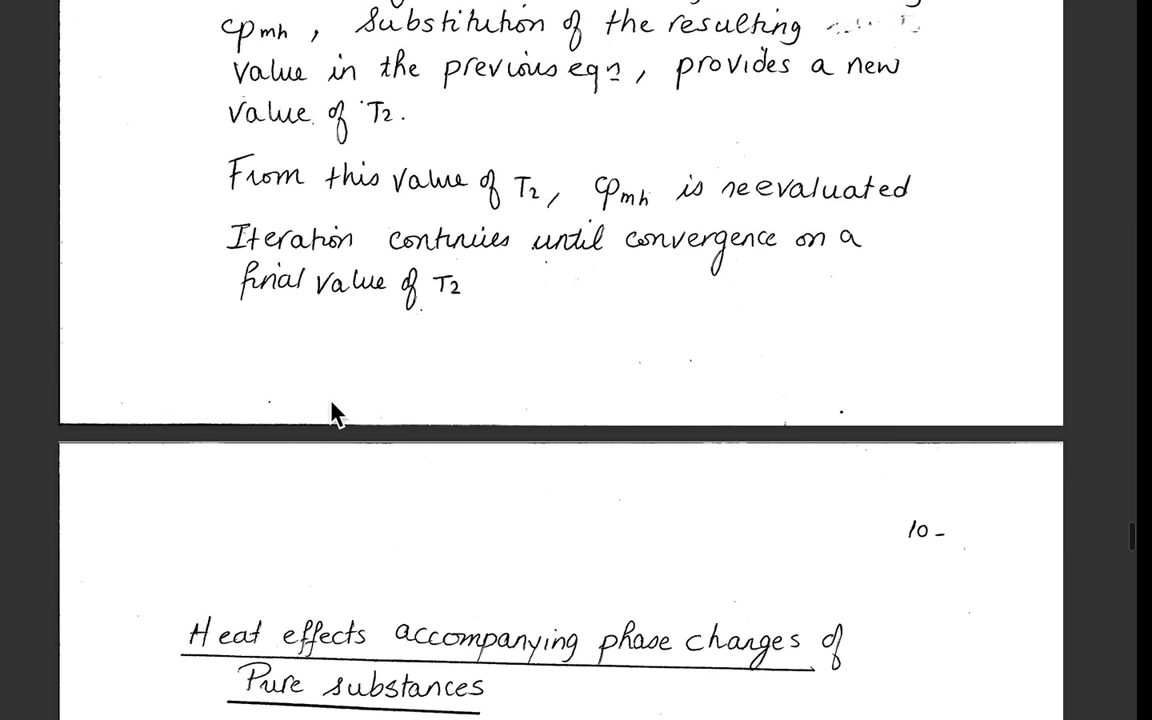 cpmh , substitution of the resulting
value in the previous eqn, provides a new
value of T2.
From this value of T2, cpmh is reevaluated
Iteration continues until convergence on a
final value of T2
10 -
Heat effects accompanying phase changes of
Pure substances